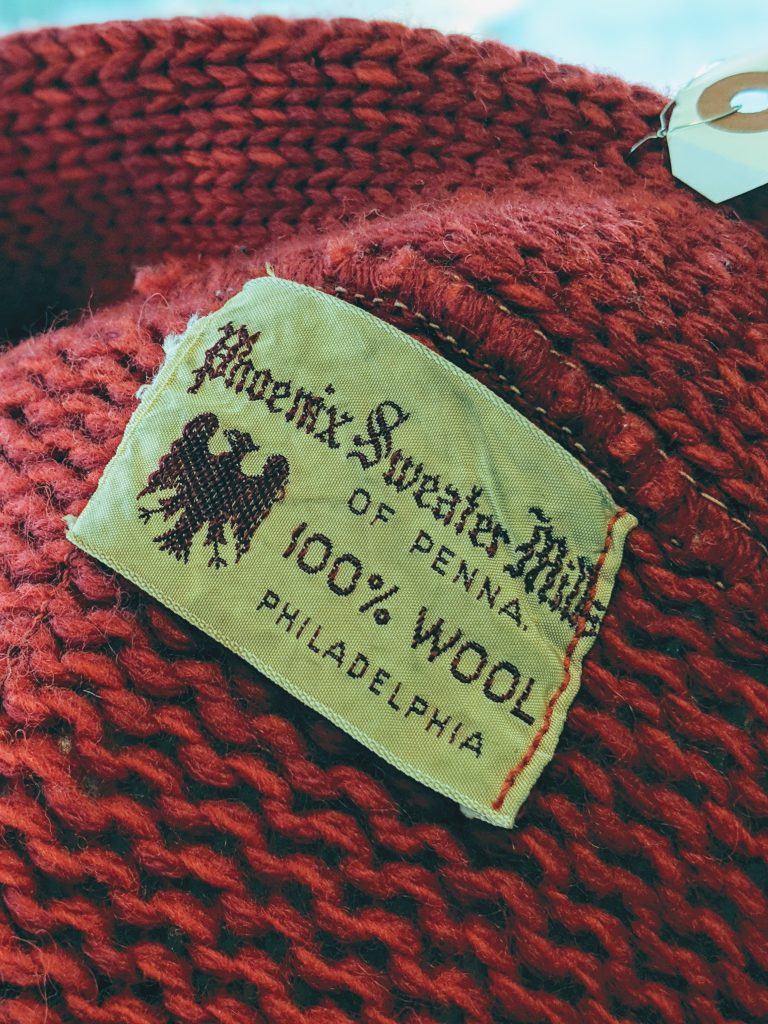 Phoenix Sweater Mills
OF PENNA.
100% WOOL
PHILADELPHIA